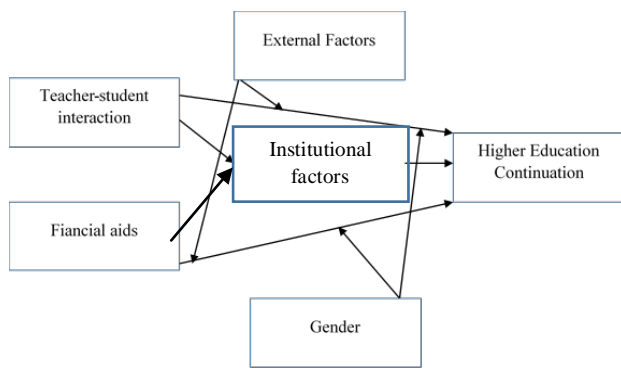 External Factors
Teacher-student
interaction
Institutional
factors
Higher Education
Continuation
Fiancial aids
Gender